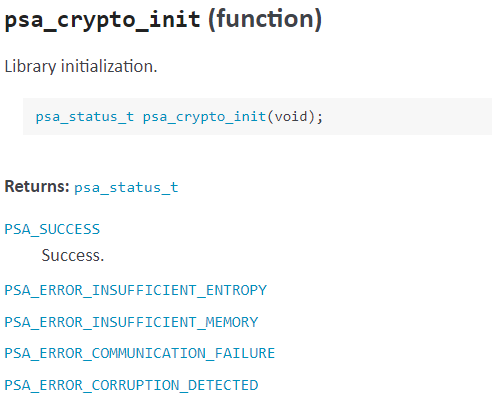 psa_crypto_init (function)
Library initialization.
psa_status_t psa_crypto_init(void);
Returns: psa_status_t
PSA_SUCCESS
Success.
PSA_ERROR_INSUFFICIENT_ENTROPY
PSA_ERROR_INSUFFICIENT_MEMORY
PSA_ERROR_COMMUNICATION_FAILURE
PSA_ERROR_CORRUPTION_DETECTED